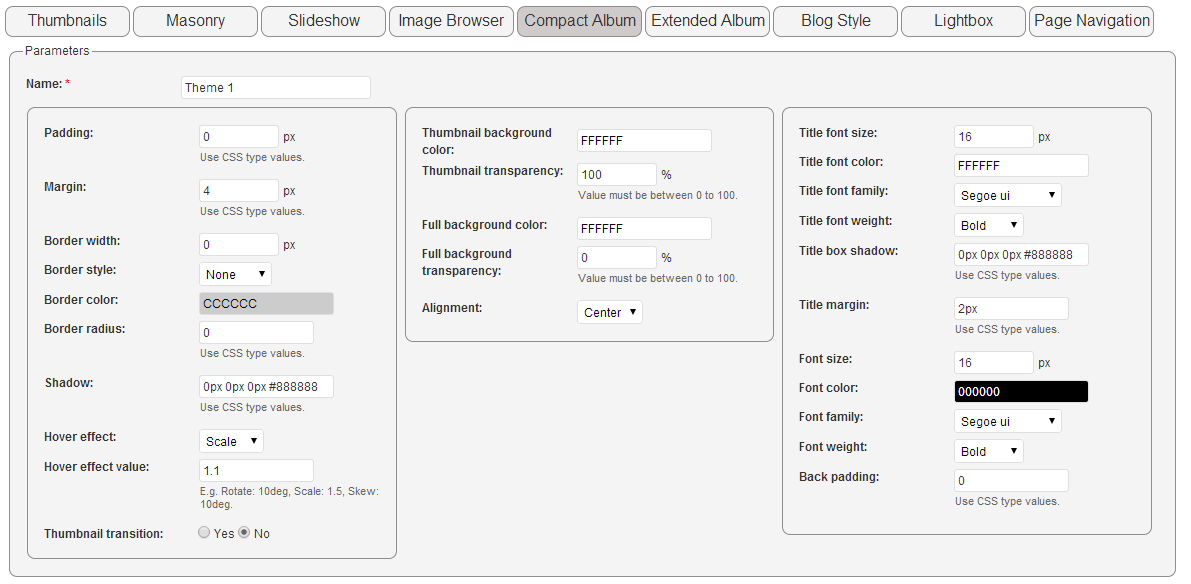 Thumbnails Masonry Slideshow Image Browser Compact Album Extended Album Blog Style Lightbox Page Navigation
Parameters
Name: * Theme 1
Padding: 0 px
Use CSS type values.
Margin: 4 px
Use CSS type values.
Border width: 0 px
Border style: None
Border color: CCCCCC
Border radius: 0
Use CSS type values.
Shadow: 0px 0px 0px #888888
Use CSS type values.
Hover effect: Scale
Hover effect value: 1.1
E.g. Rotate: 10deg, Scale: 1.5, Skew:
10deg.
Thumbnail transition: Yes No
Thumbnail background
color: FFFFFF
Thumbnail transparency: 100 %
Value must be between 0 to 100.
Full background color: FFFFFF
Full background
transparency: 0 %
Value must be between 0 to 100.
Alignment: Center
Title font size: 16 px
Title font color: FFFFFF
Title font family: Segoe ui
Title font weight: Bold
Title box shadow: 0px 0px 0px #888888
Use CSS type values.
Title margin: 2px
Use CSS type values.
Font size: 16 px
Font color: 000000
Font family: Segoe ui
Font weight: Bold
Back padding: 0
Use CSS type values.